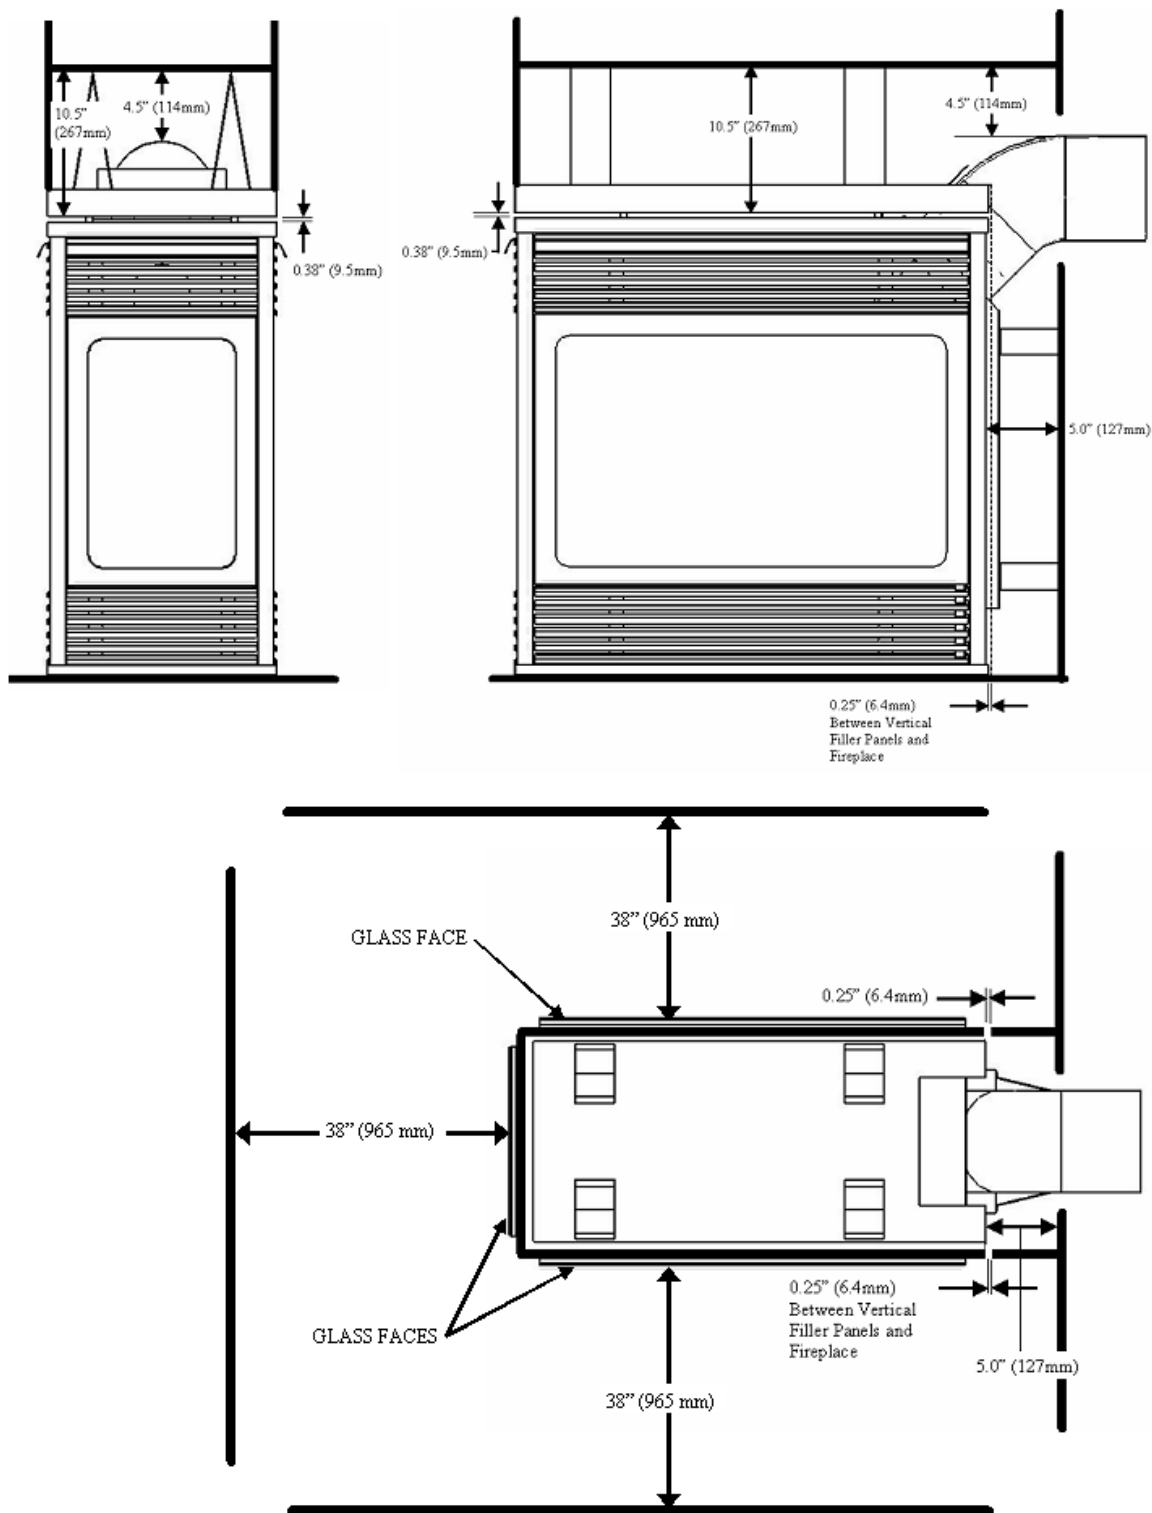 10.5”
(267mm)
4.5” (114mm)
0.38” (9.5mm)
4.5” (114mm)
10.5” (267mm)
0.38” (9.5mm)
5.0” (127mm)
0.25” (6.4mm)
Between Vertical
Filler Panels and
Fireplace
38” (965 mm)
GLASS FACE
0.25” (6.4mm)
38” (965 mm)
0.25” (6.4mm)
Between Vertical
Filler Panels and
Fireplace
GLASS FACES
5.0” (127mm)
38” (965 mm)